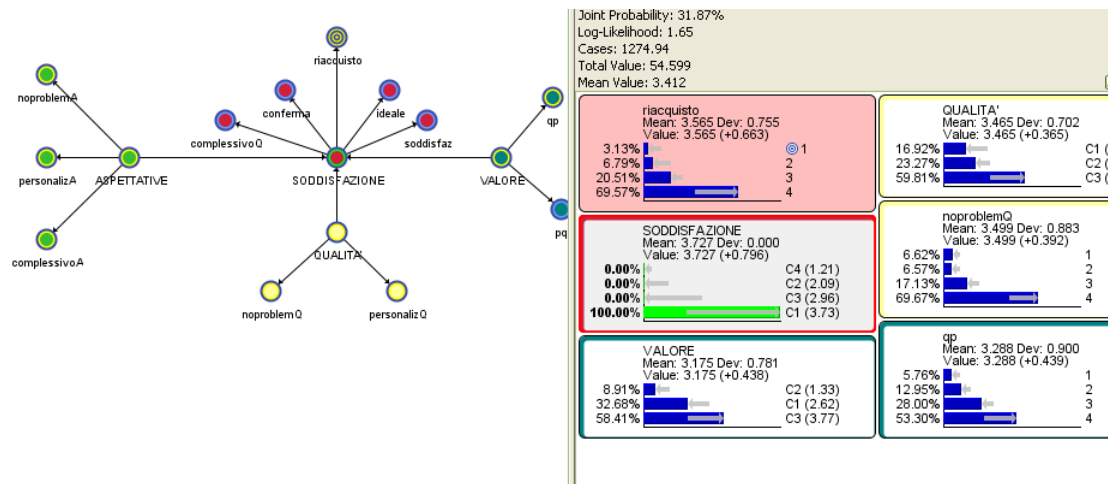 riacquisto
noproblemA
conferma
ideale
qp
complessivoQ
soddisfaz
personalizA
ASPETTATIVE
SODDISFAZIONE
VALORE
pq
complessivoA
QUALITA'
noproblemQ
personalizQ
Joint Probability: 31.87%
Log-Likelihood: 1.65
Cases: 1274.94
Total Value: 54.599
Mean Value: 3.412
riacquisto
Mean: 3.565 Dev: 0.755
Value: 3.565 (+0.663)
3.13% 1
6.79% 2
20.51% 3
69.57% 4
SODDISFAZIONE
Mean: 3.727 Dev: 0.000
Value: 3.727 (+0.796)
0.00% C4 (1.21)
0.00% C2 (2.09)
0.00% C3 (2.96)
100.00% C1 (3.73)
VALORE
Mean: 3.175 Dev: 0.781
Value: 3.175 (+0.438)
8.91% C2 (1.33)
32.68% C1 (2.62)
58.41% C3 (3.77)
QUALITA'
Mean: 3.465 Dev: 0.702
Value: 3.465 (+0.365)
16.92% C1 (
23.27% C2 (
59.81% C3 (
noproblemQ
Mean: 3.499 Dev: 0.883
Value: 3.499 (+0.392)
6.62% 1
6.57% 2
17.13% 3
69.67% 4
qp
Mean: 3.288 Dev: 0.900
Value: 3.288 (+0.439)
5.76% 1
12.95% 2
28.00% 3
53.30% 4